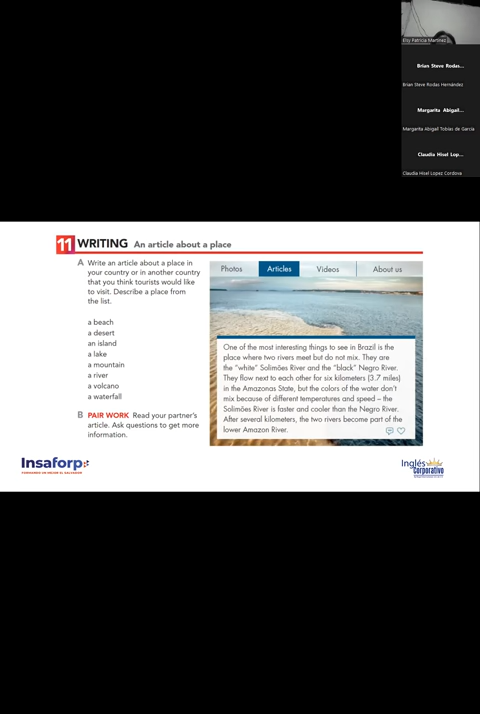 Elsy Patricia Martinez
Brian Steve Rodas...
Brian Steve Rodas Hernández
Margarita Abigail...
Margarita Abigail Tobías de García
Claudia Hisel Lop...
Claudia Hisel Lopez Cordova
11 WRITING An article about a place
A Write an article about a place in
your country or in another country
that you think tourists would like
to visit. Describe a place from
the list.
a beach
a desert
an island
a lake
a mountain
a river
a volcano
a waterfall
B PAIR WORK Read your partner's
article. Ask questions to get more
information.
Photos Articles Videos About us
One of the most interesting things to see in Brazil is the
place where two rivers meet but do not mix. They are
the "white" Solimões River and the "black" Negro River.
They flow next to each other for six kilometers (3.7 miles)
in the Amazonas State, but the colors of the water don't
mix because of different temperatures and speed – the
Solimões River is faster and cooler than the Negro River.
After several kilometers, the two rivers become part of the
lower Amazon River.
Insaforp
Inglés
Corporativo